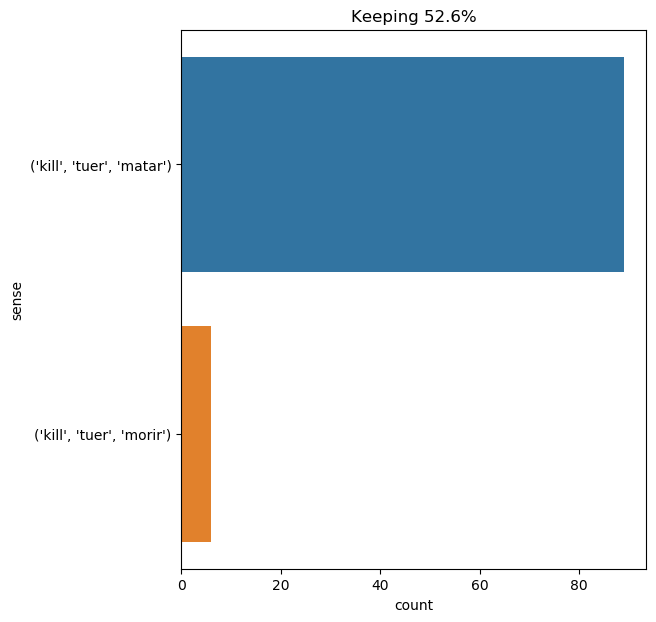 Keeping 52.6%
('kill', 'tuer', 'matar')
sense
('kill', 'tuer', 'morir')
0 20 40 60 80
count